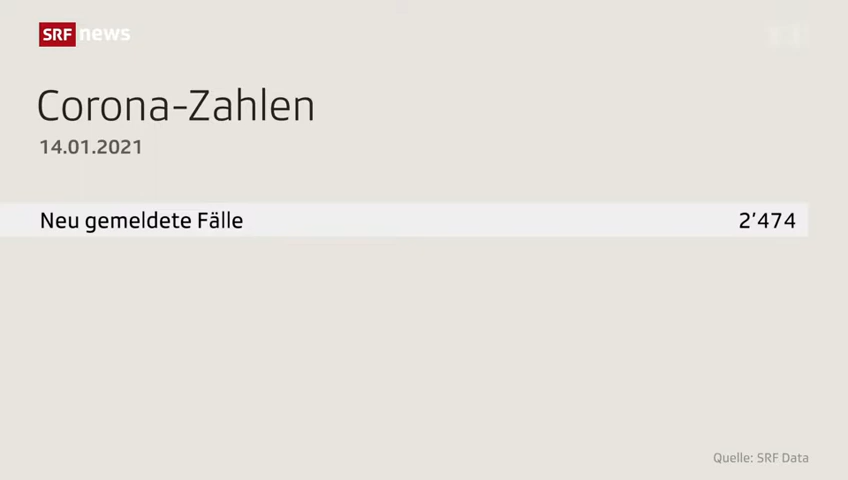 SRF news
Corona-Zahlen
14.01.2021
Neu gemeldete Fälle 2’474
Quelle: SRF Data